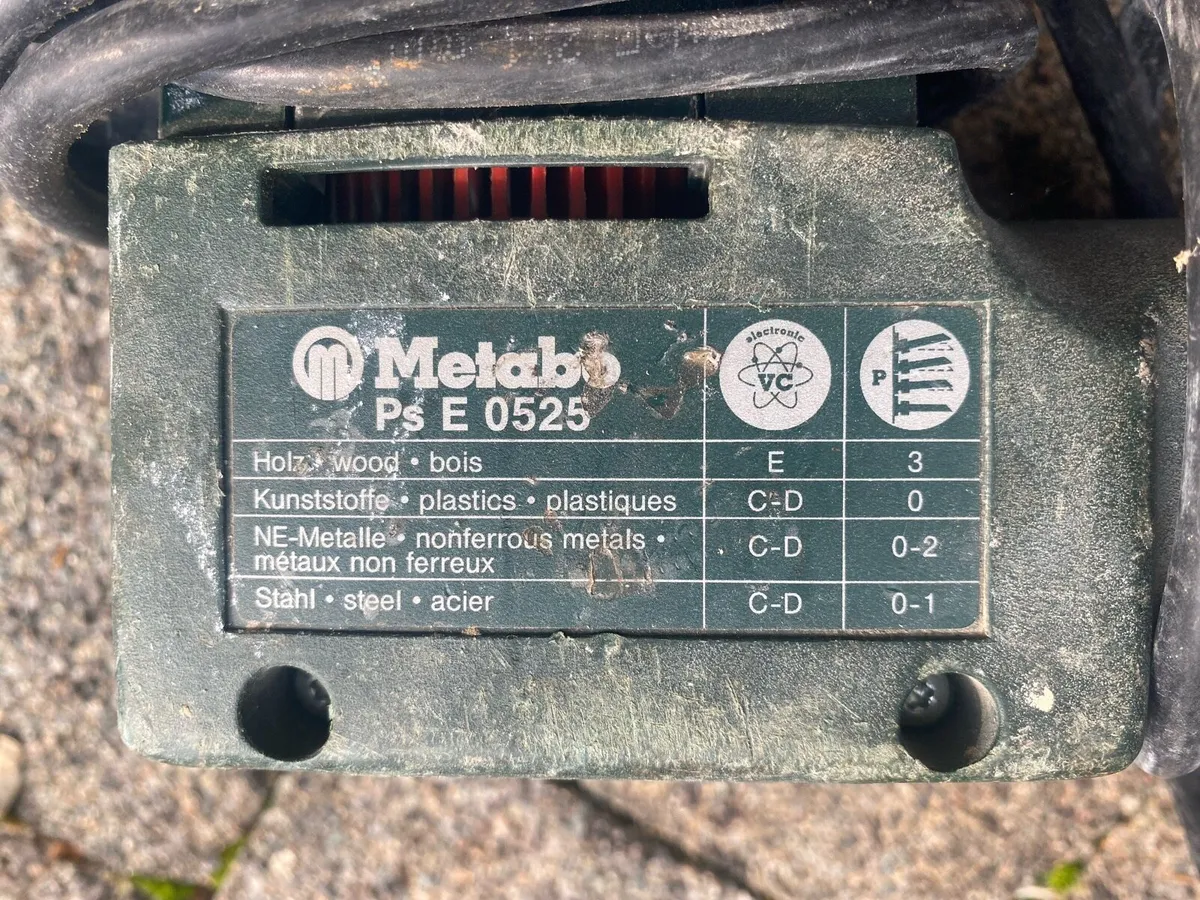 Metabo
Ps E 0525
electronic
VC
P
Holz • wood • bois E 3
Kunststoffe • plastics • plastiques C-D 0
NE-Metalle • nonferrous metals •
métaux non ferreux C-D 0-2
Stahl • steel • acier C-D 0-1